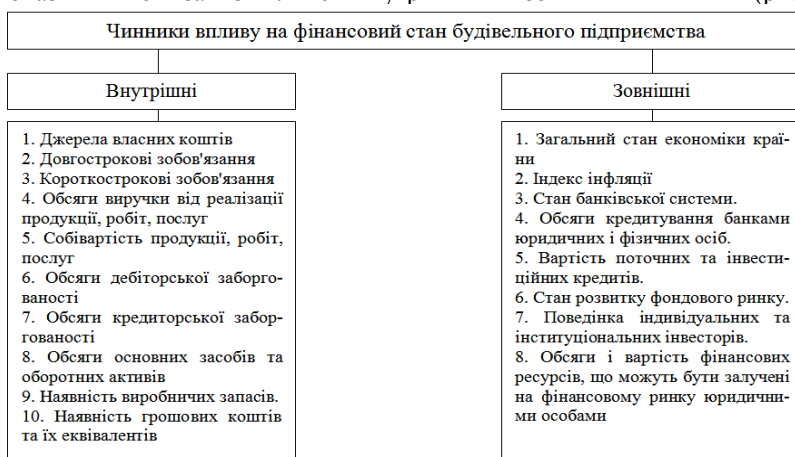 Чинники впливу на фінансовий стан будівельного підприємства
Внутрішні
1. Джерела власних коштів
2. Довгострокові зобов'язання
3. Короткострокові зобов'язання
4. Обсяги виручки від реалізації
продукції, робіт, послуг
5. Собівартість продукції, робіт,
послуг
6. Обсяги дебіторської заборго-
ваності
7. Обсяги кредиторської забор-
гованості
8. Обсяги основних засобів та
оборотних активів
9. Наявність виробничих запасів.
10. Наявність грошових коштів
та їх еквівалентів
Зовнішні
1. Загальний стан економіки краї-
ни
2. Індекс інфляції
3. Стан банківської системи.
4. Обсяги кредитування банками
юридичних і фізичних осіб.
5. Вартість поточних та інвести-
ційних кредитів.
6. Стан розвитку фондового ринку.
7. Поведінка індивідуальних та
інституціональних інвесторів.
8. Обсяги і вартість фінансових
ресурсів, що можуть бути залучені
на фінансовому ринку юридични-
ми особами